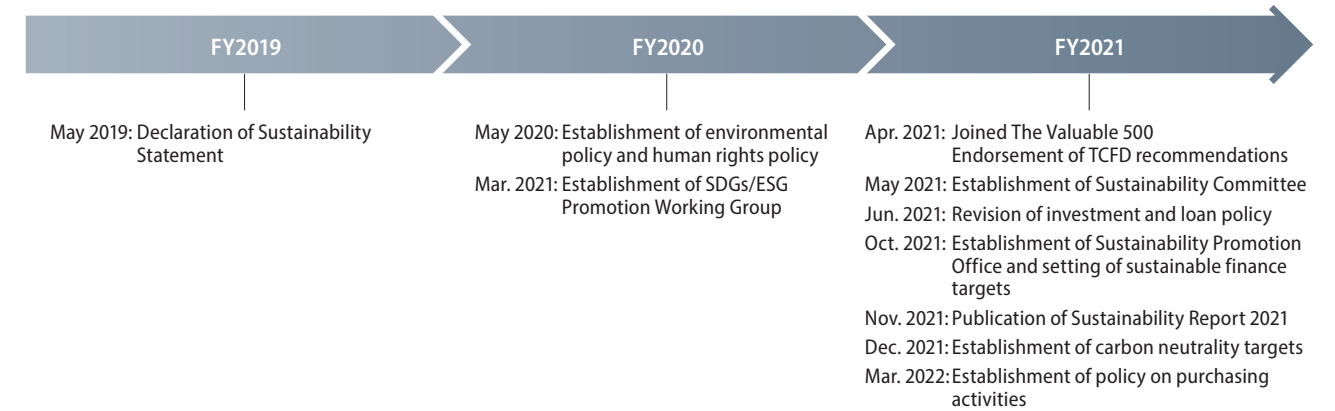 FY2019
FY2020
FY2021
May 2019: Declaration of Sustainability
Statement
May 2020: Establishment of environmental
policy and human rights policy
Mar. 2021: Establishment of SDGs/ESG
Promotion Working Group
Apr. 2021: Joined The Valuable 500
Endorsement of TCFD recommendations
May 2021: Establishment of Sustainability Committee
Jun. 2021: Revision of investment and loan policy
Oct. 2021: Establishment of Sustainability Promotion
Office and setting of sustainable finance
targets
Nov. 2021: Publication of Sustainability Report 2021
Dec. 2021: Establishment of carbon neutrality targets
Mar. 2022: Establishment of policy on purchasing
activities